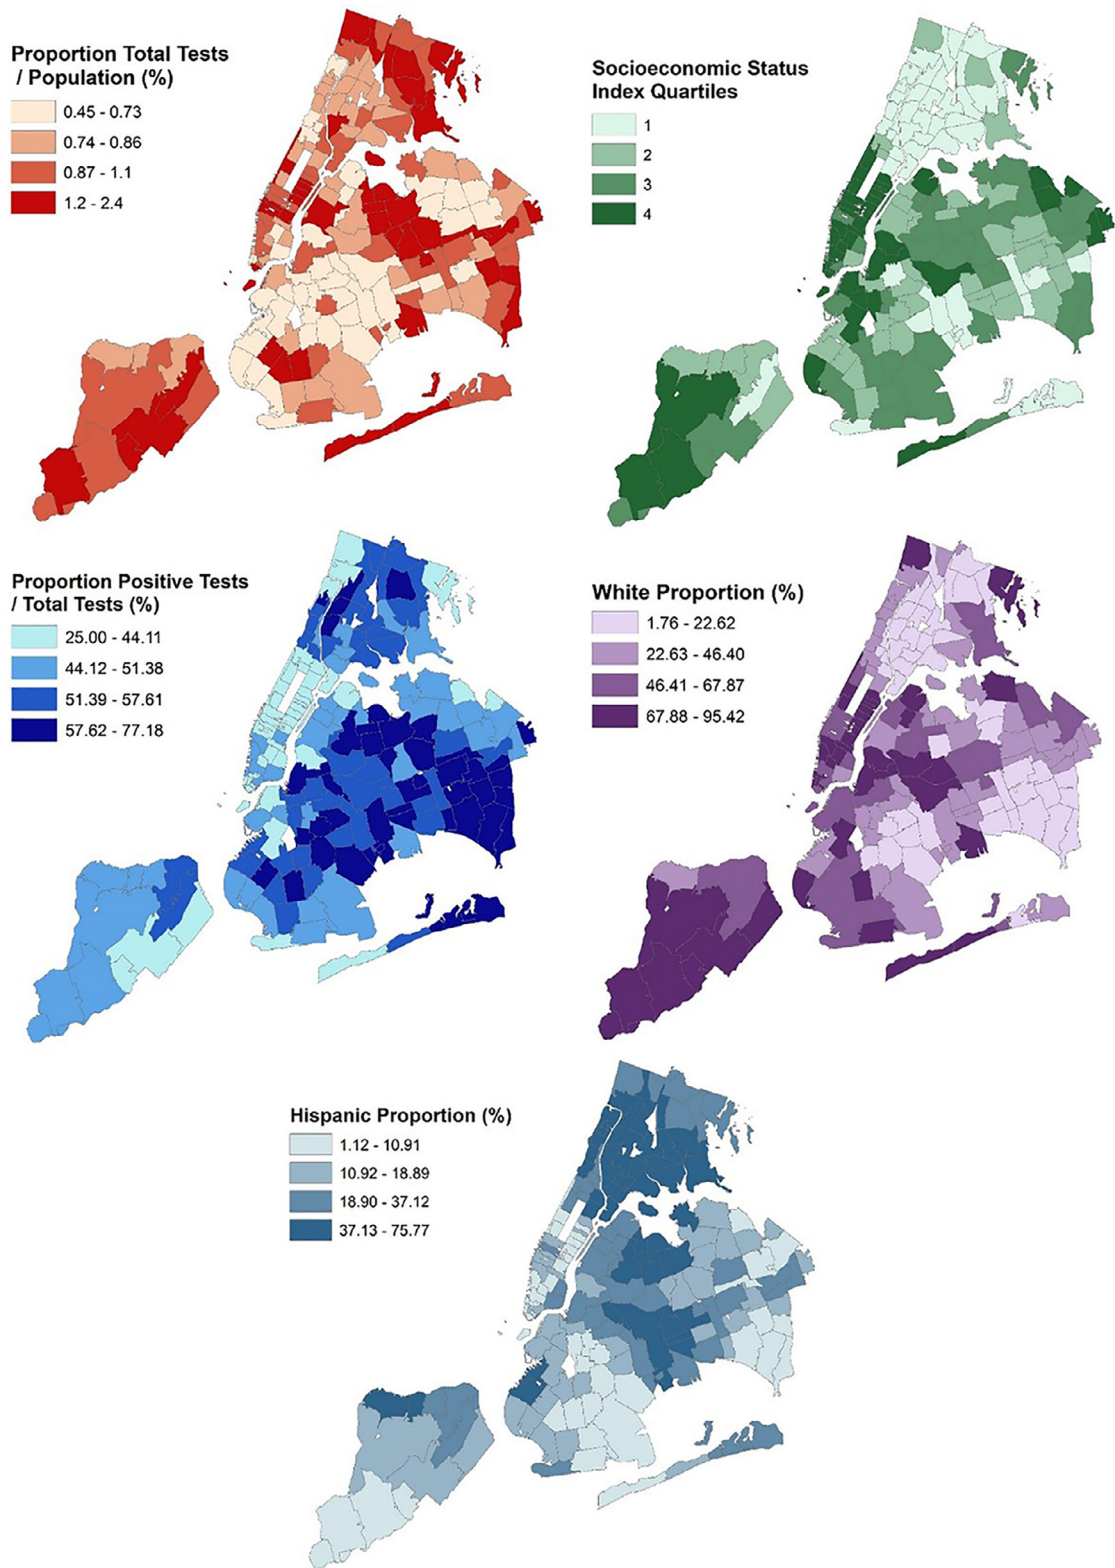 Proportion Total Tests
/ Population (%)
0.45 - 0.73
0.74 - 0.86
0.87 - 1.1
1.2 - 2.4
Socioeconomic Status
Index Quartiles
1
2
3
4
Proportion Positive Tests
/ Total Tests (%)
25.00 - 44.11
44.12 - 51.38
51.39 - 57.61
57.62 - 77.18
White Proportion (%)
1.76 - 22.62
22.63 - 46.40
46.41 - 67.87
67.88 - 95.42
Hispanic Proportion (%)
1.12 - 10.91
10.92 - 18.89
18.90 - 37.12
37.13 - 75.77